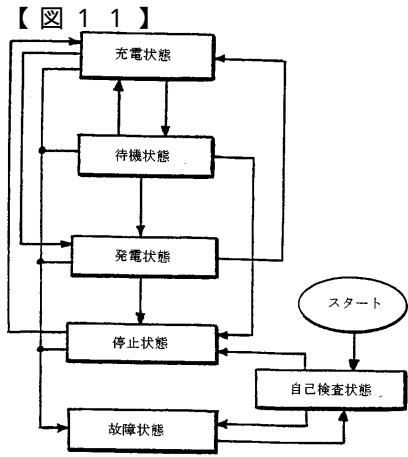 【図11】
充電状態
待機状態
発電状態
スタート
停止状態
自己検査状態
故障状態